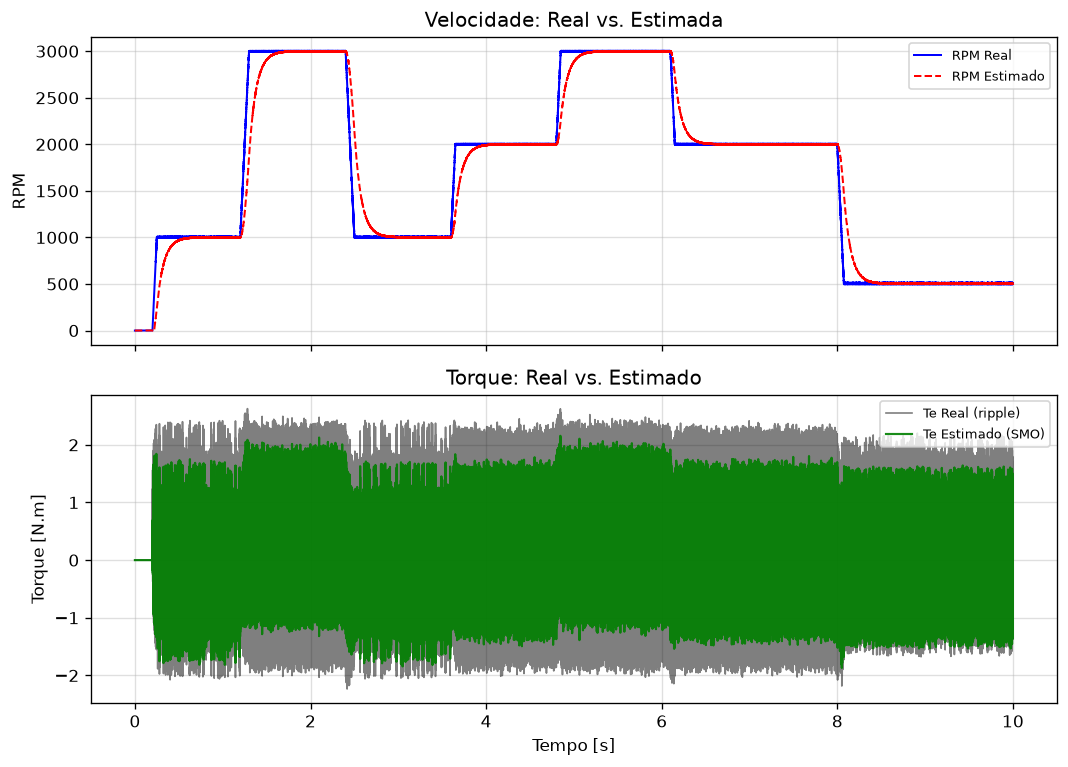 Velocidade: Real vs. Estimada
RPM
3000
2500
2000
1500
1000
500
0
RPM Real
RPM Estimado
Torque: Real vs. Estimado
Torque [N.m]
2
1
0
−1
−2
Te Real (ripple)
Te Estimado (SMO)
0
2
4
6
8
10
Tempo [s]